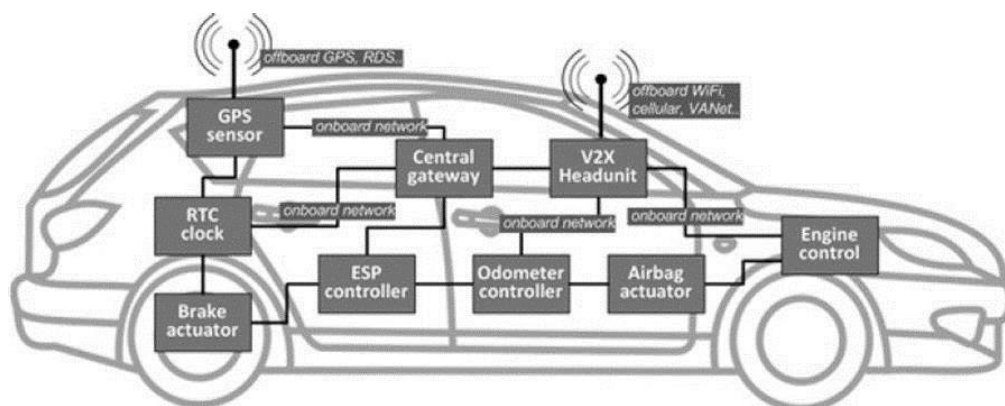 offboard GPS, RDS..
offboard WiFi,
cellular, VANet..
GPS
sensor
onboard network
Central
gateway
V2X
Headunit
RTC
clock
onboard network
onboard network
onboard network
Engine
control
ESP
controller
Odometer
controller
Airbag
actuator
Brake
actuator